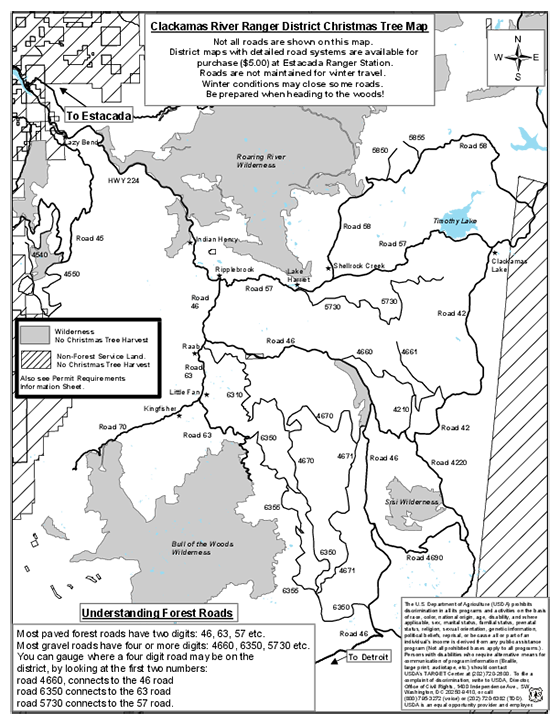 Clackamas River Ranger District Christmas Tree Map
Not all roads are shown on this map.
District maps with detailed road systems are available for
purchase ($5.00) at Estacada Ranger Station.
Roads are not maintained for winter travel.
Winter conditions may close some roads.
Be prepared when heading to the woods!
N
W E
S
To Estacada
Lazy Bend
HWY 224
Roaring River
Wilderness
5850
5855
Road 58
Road 45
4540
4550
Indian Henry
Ripplebrook
Road 57
Lake
Harriet
Shellrock Creek
Road 58
Road 57
Timothy Lake
Clackamas
Lake
Road
46
5730
5730
Road 42
Wilderness
No Christmas Tree Harvest
Non-Forest Service Land.
No Christmas Tree Harvest
Also see Permit Requirements
Information Sheet.
Raab
Road 46
4660
4661
Road
63
Little Fan
6310
Kingfisher
Road 70
Road 63
6350
4670
4210
Road 42
4670
4671
Road 46
Road 4220
6355
Sisi Wilderness
Bull of the Woods
Wilderness
6350
4671
Road 4690
6355
6350
Road 46
To Detroit
Understanding Forest Roads
Most paved forest roads have two digits: 46, 63, 57 etc.
Most gravel roads have four or more digits: 4660, 6350, 5730 etc.
You can gauge where a four digit road may be on the
district, by looking at the first two numbers:
road 4660, connects to the 46 road
road 6350 connects to the 63 road
road 5730 connects to the 57 road.
The U.S. Department of Agriculture (USDA) prohibits
discrimination in all its programs and activities on the basis
of race, color, national origin, age, disability, and where
applicable, sex, marital status, familial status, parental
status, religion, sexual orientation, genetic information,
political beliefs, reprisal, or because all or part of an
individual's income is derived from any public assistance
program (Not all prohibited bases apply to all programs.).
Persons with disabilities who require alternative means for
communication of program information (Braille,
large print, audiotape, etc.) should contact
USDA's TARGET Center at (202) 720-2600. To file a
complaint of discrimination, write to USDA, Director,
Office of Civil Rights, 1400 Independence Ave., SW
Washington, DC 20250-9410, or call
(800) 795-3272 (voice) or (202) 720-6382 (TDD).
USDA is an equal opportunity provider and employer.